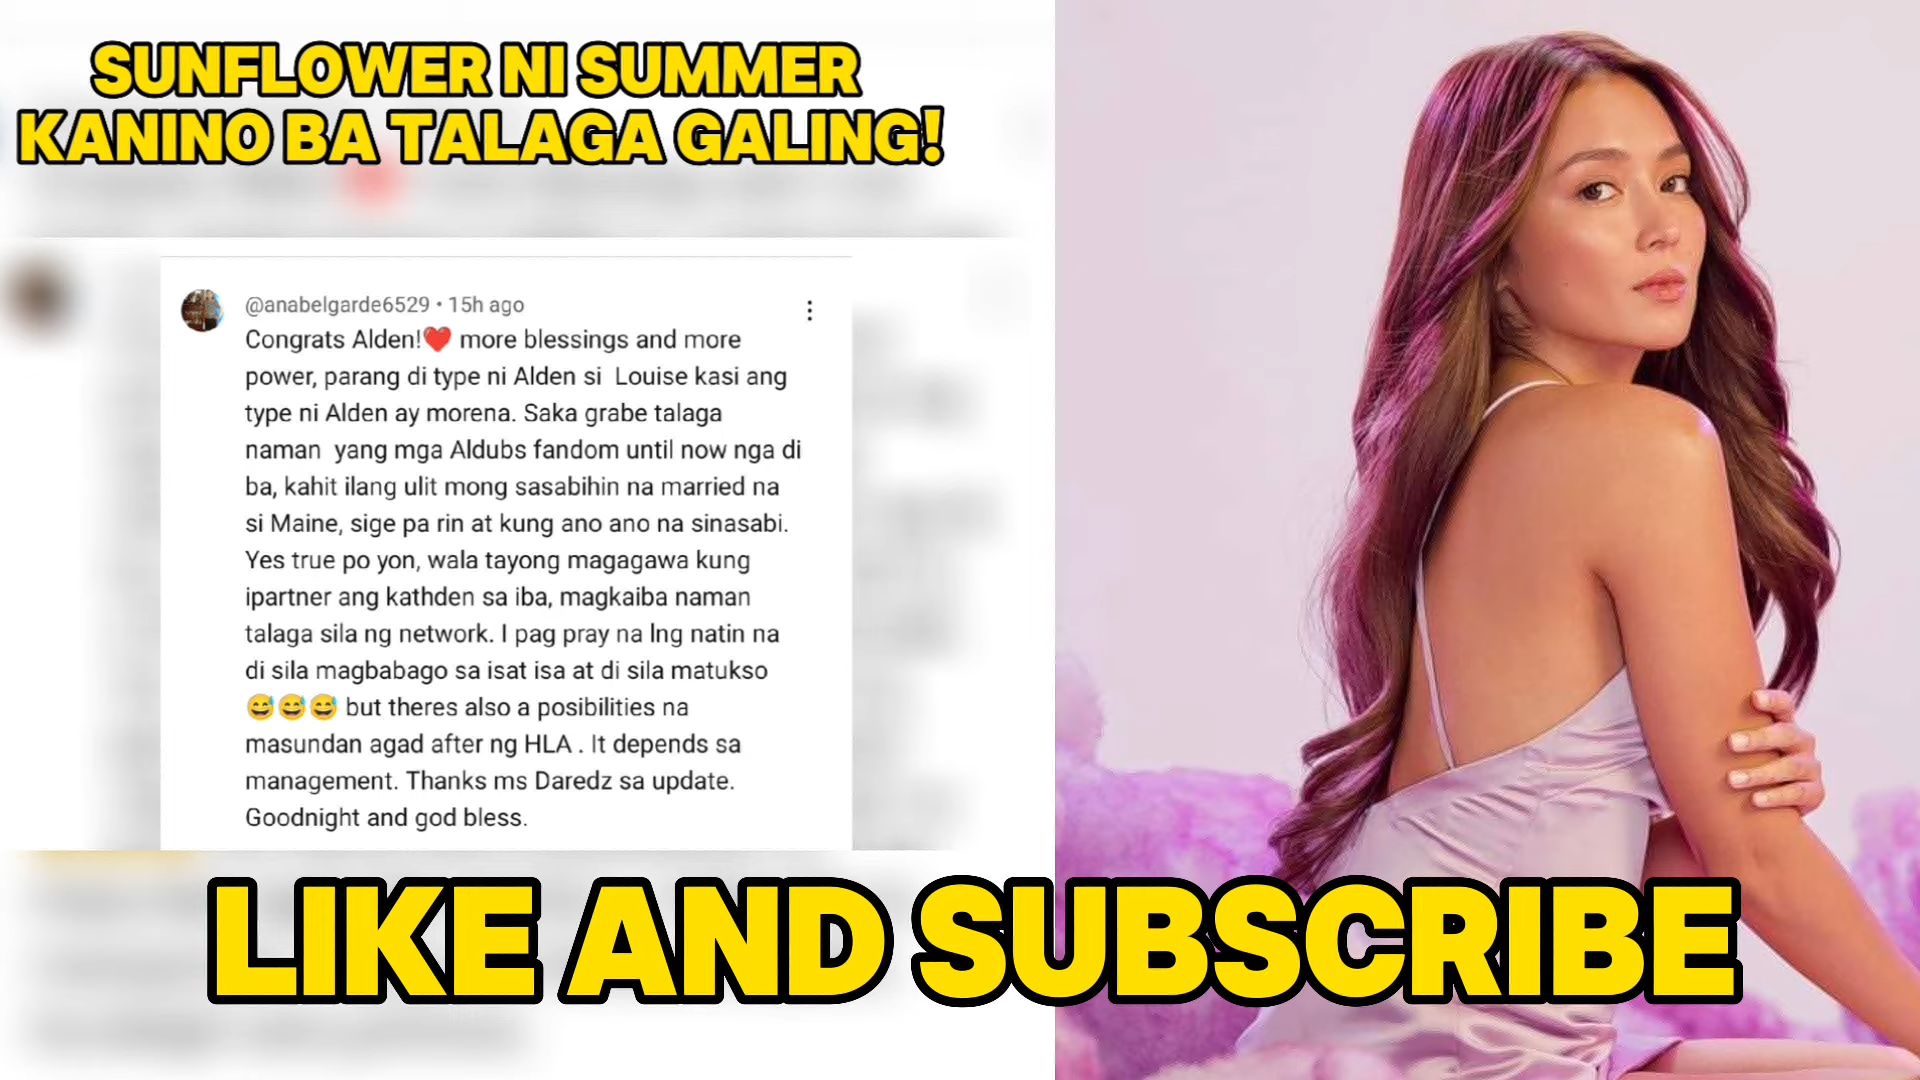 SUNFLOWER NI SUMMER
KANINO BA TALAGA GALING!
@anabelgarde6529 • 15h ago
Congrats Alden!❤️ more blessings and more
power, parang di type ni Alden si Louise kasi ang
type ni Alden ay morena. Saka grabe talaga
naman yang mga Aldubs fandom until now nga di
ba, kahit ilang ulit mong sasabihin na married na
si Maine, sige pa rin at kung ano ano na sinasabi.
Yes true po yon, wala tayong magagawa kung
ipartner ang kathden sa iba, magkaiba naman
talaga sila ng network. I pag pray na lng natin na
di sila magbabago sa isat isa at di sila matukso
😅😅😅 but theres also a posibilities na
masundan agad after ng HLA . It depends sa
management. Thanks ms Daredz sa update.
Goodnight and god bless.
LIKE AND SUBSCRIBE